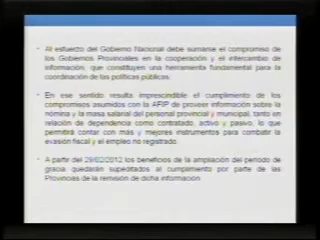 • Al esfuerzo del Gobierno Nacional debe sumarse el compromiso de
los Gobiernos Provinciales en la cooperación y el intercambio de
información, que constituyen una herramienta fundamental para la
coordinación de las políticas públicas.
• En ese sentido resulta imprescindible el cumplimiento de los
compromisos asumidos con la AFIP de proveer información sobre la
nómina y la masa salarial del personal provincial y municipal, tanto en
relación de dependencia como contratado, activo y pasivo, lo que
permitirá contar con más y mejores instrumentos para combatir la
evasión fiscal y el empleo no registrado.
• A partir del 29/02/2012 los beneficios de la ampliación del período de
gracia quedarán supeditados al cumplimiento por parte de las
Provincias de la remisión de dicha información.